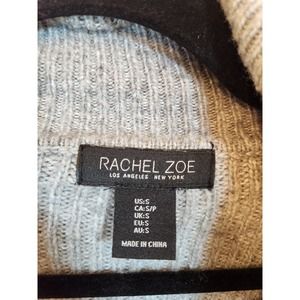 RACHEL ZOE
LOS ANGELES NEW YORK
US:S
CA:S/P
UK:S
EU:S
AU:S
MADE IN CHINA